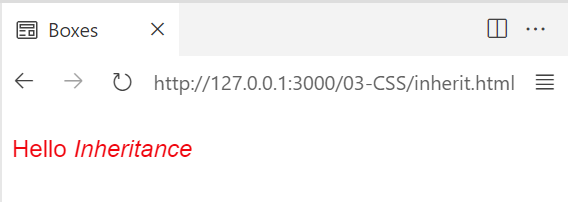 Boxes
http://127.0.0.1:3000/03-CSS/inherit.html
Hello Inheritance